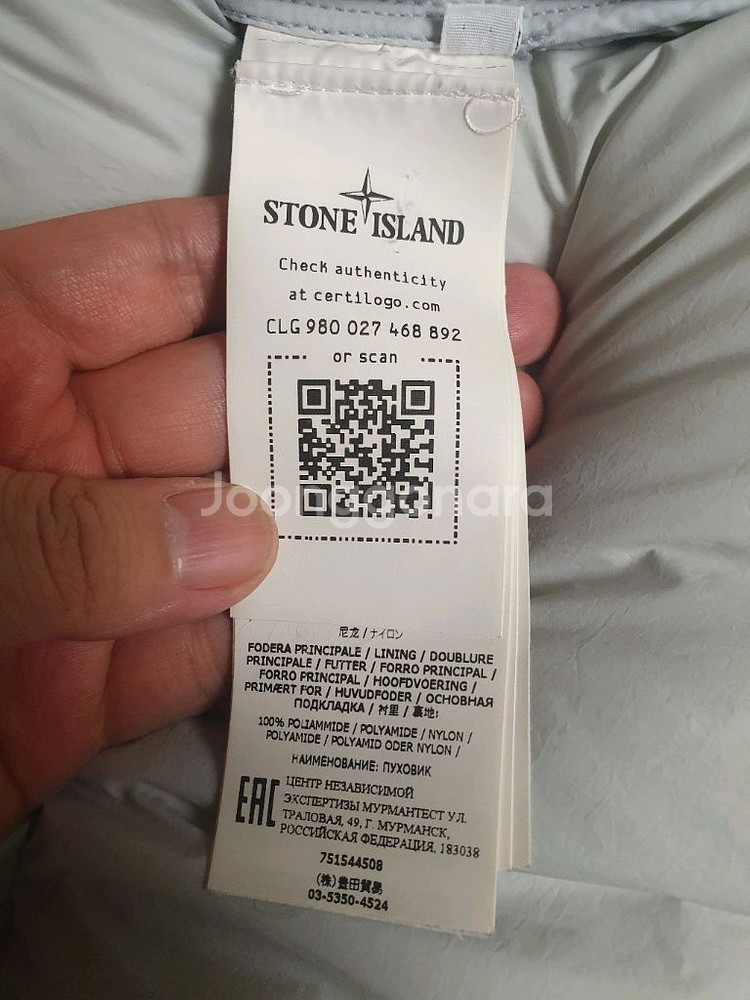 STONE ISLAND
Check authenticity
at certilogo.com
CLG 980 027 468 892
or scan
Joonggonara
尼龙 / ナイロン
FODERA PRINCIPALE / LINING / DOUBLURE
PRINCIPALE / FUTTER / FORRO PRINCIPAL /
FORRO PRINCIPAL / HOOFDVOERING /
PRIMÆRT FOR / HUVUDFODER / ОСНОВНАЯ
ПОДКЛАДКА / 衬里 / 裏地:
100% POLIAMMIDE / POLYAMIDE / NYLON /
POLYAMIDE / POLYAMID ODER NYLON /
НАИМЕНОВАНИЕ: ПУХОВИК
EAC
ЦЕНТР НЕЗАВИСИМОЙ
ЭКСПЕРТИЗЫ МУРМАНТЕСТ УЛ.
ТРАЛОВАЯ, 49, Г. МУРМАНСК,
РОССИЙСКАЯ ФЕДЕРАЦИЯ, 183038
751544508
(株)豊田貿易
03-5350-4524